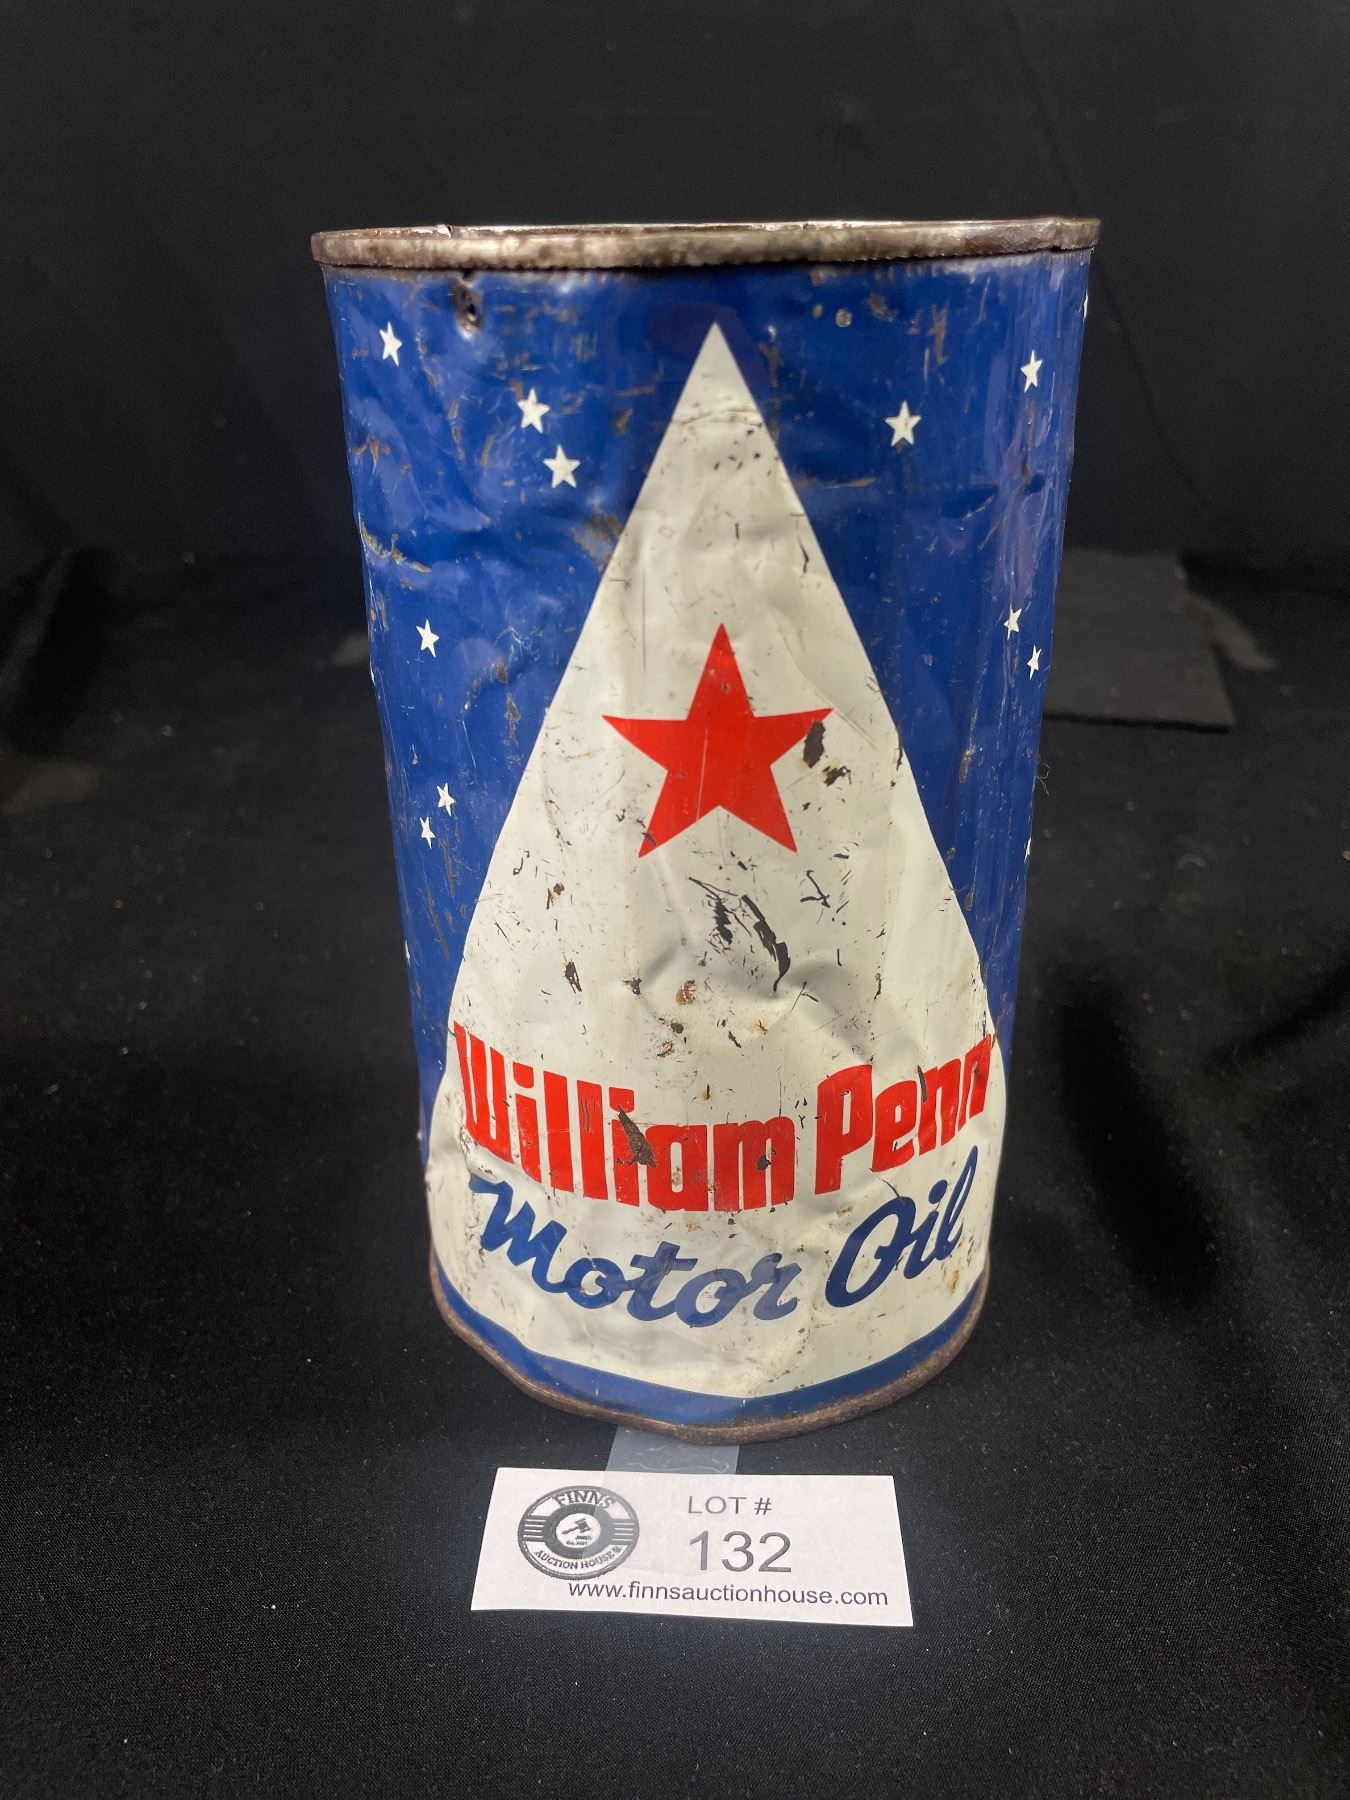 William Penn
Motor Oil
FINNS
AUCTION HOUSE
LOT #
132
www.finnsauctionhouse.com